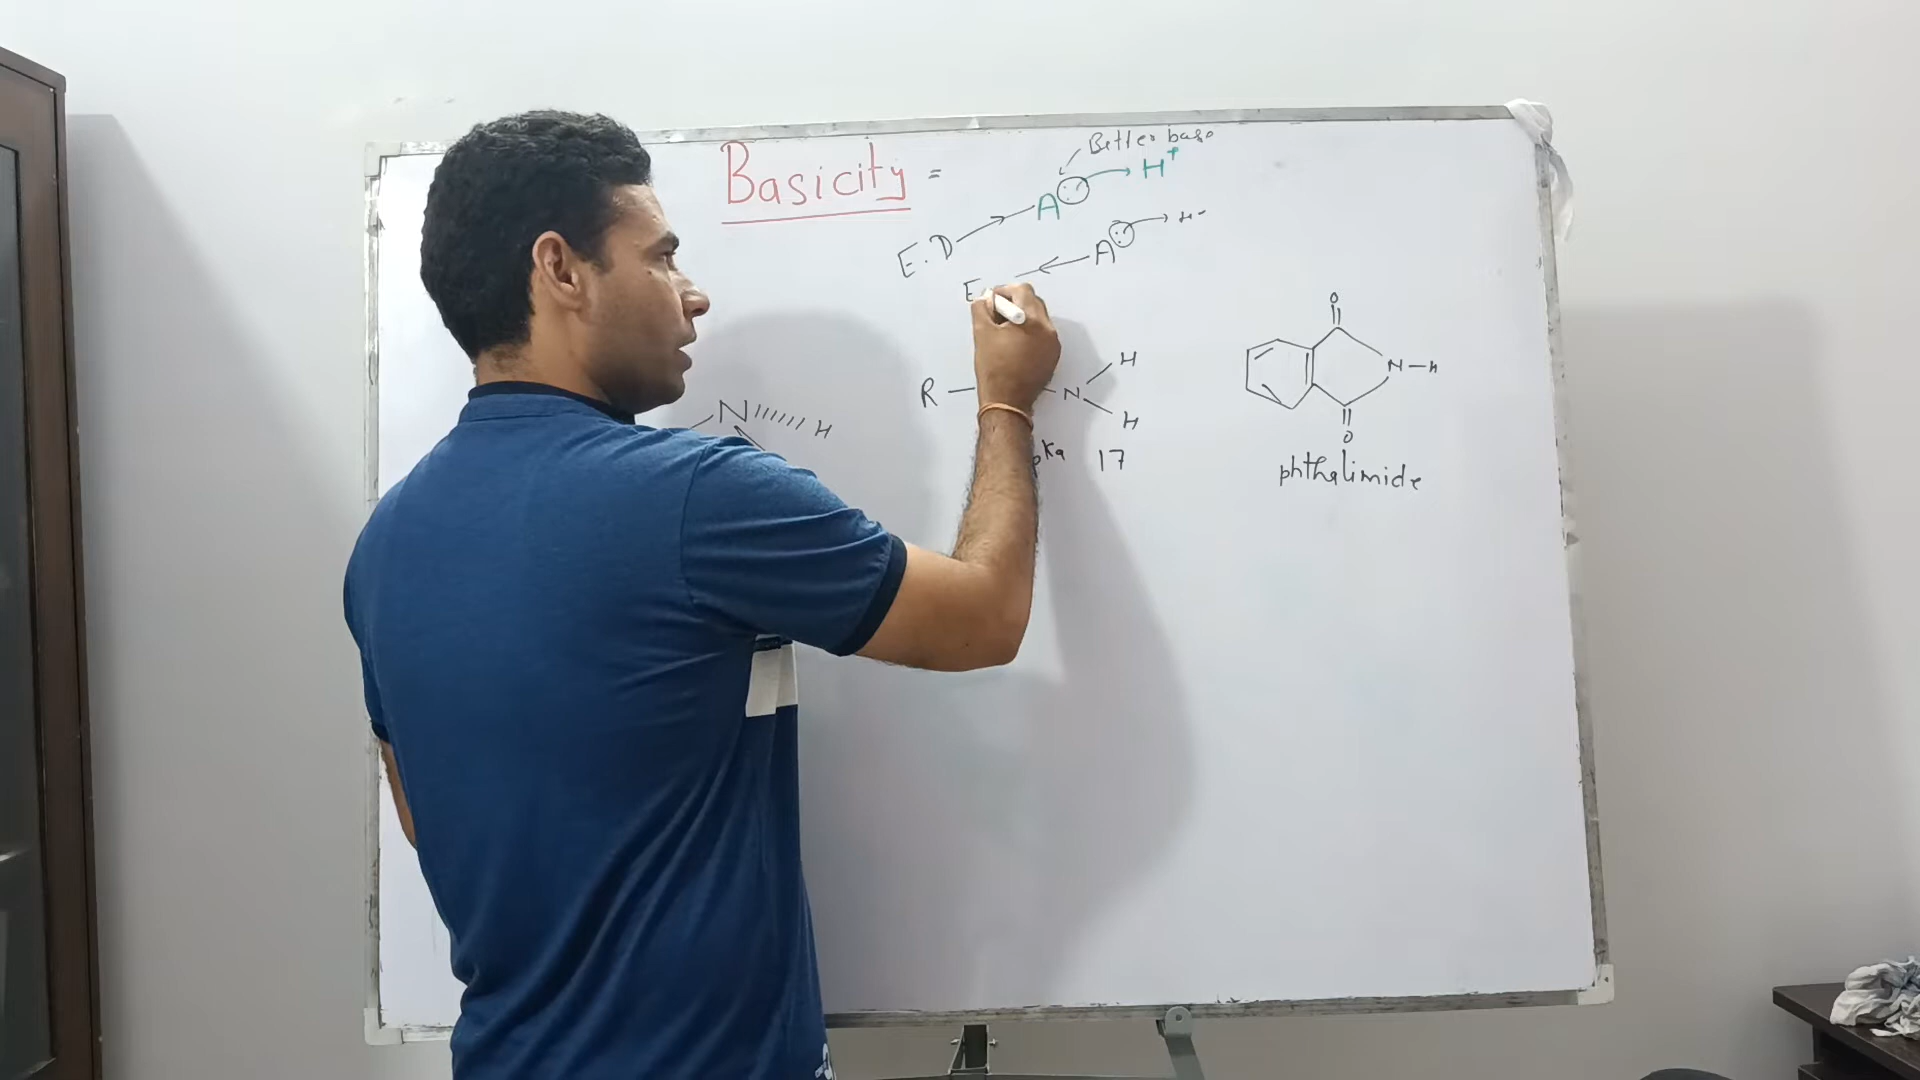 Better base
Basicity =
A : H+
E.D
A : H-
E
R - N H
H
N H
pKa 17
O
N-H
O
phthalimide